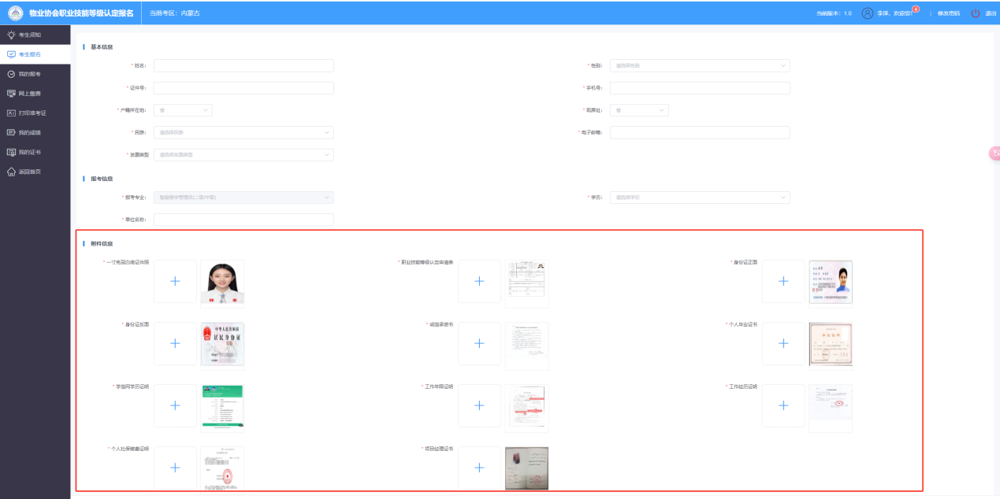 物业协会职业技能等级认定报名 当前考区：内蒙古 当前版本：1.0 李泽，欢迎您! 4 | 修改密码 退出
考生须知
考生报名
我的报考
网上缴费
打印准考证
我的成绩
我的证书
返回首页
基本信息
* 姓名： * 性别： 请选择性别
* 证件号： * 手机号：
* 户籍所在地： 省 * 现居址： 省
* 民族： 请选择民族 * 电子邮箱：
* 发票类型 请选择发票类型
报考信息
* 报考专业： 智能楼宇管理员(二级/中级) * 学历： 请选择学历
* 单位名称：
附件信息
* 一寸免冠白底证件照 样 本 * 职业技能等级认定申请表 * 身份证正面
* 身份证反面 中华人民共和国 居民身份证 * 诚信承诺书 * 个人毕业证书 毕业证书
* 学信网学历证明 * 工作年限证明 * 工作经历证明
* 个人社保缴费证明 * 项目经理证书